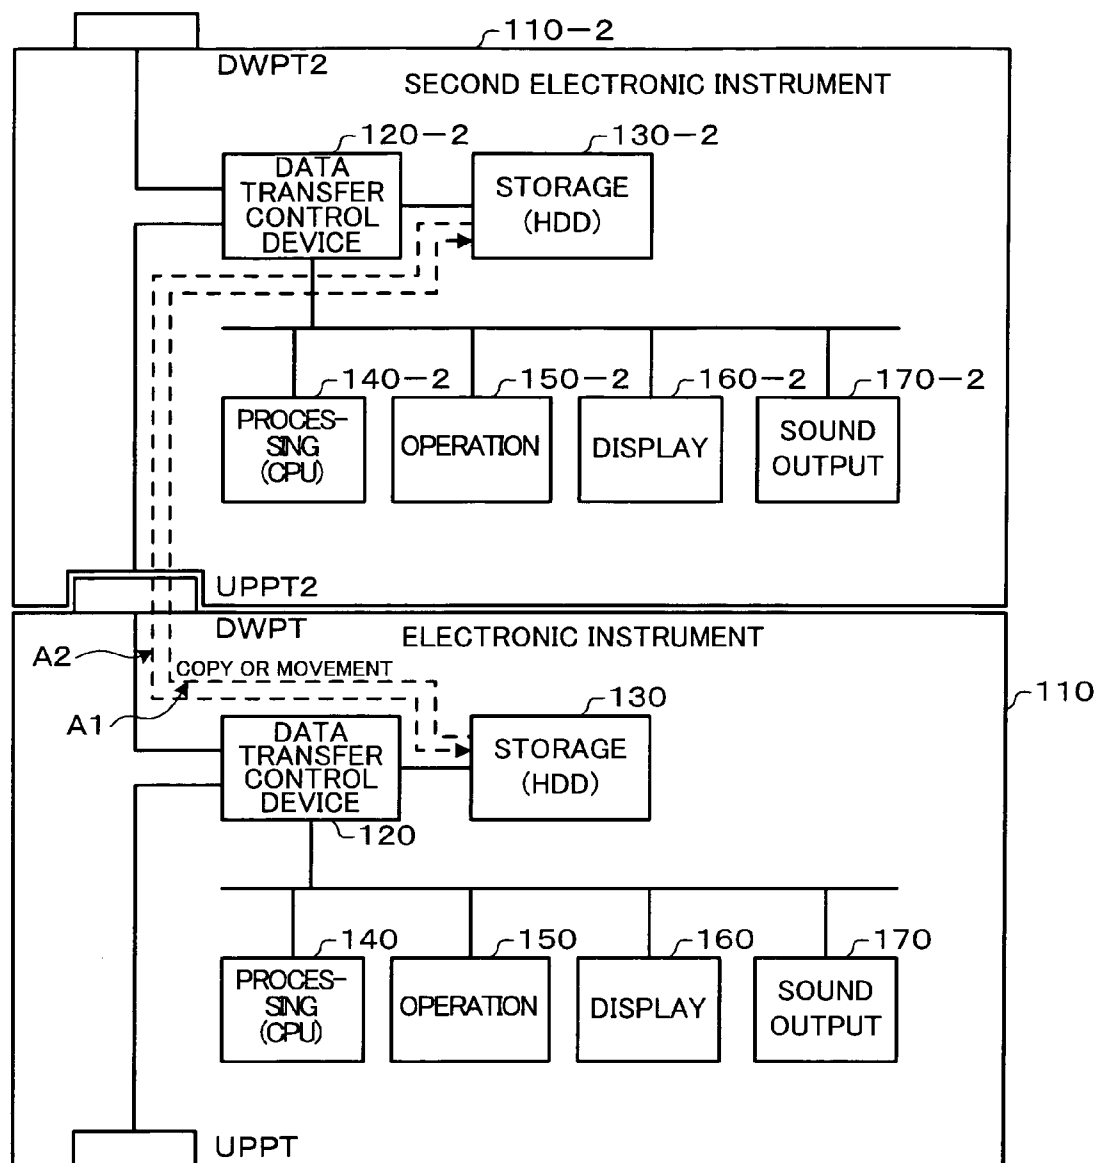 110-2
DWPT2
SECOND ELECTRONIC INSTRUMENT
120-2
130-2
DATA
TRANSFER
CONTROL
DEVICE
STORAGE
(HDD)
140-2
150-2
160-2
170-2
PROCES-
SING
(CPU)
OPERATION
DISPLAY
SOUND
OUTPUT
UPPT2
DWPT
ELECTRONIC INSTRUMENT
A2
COPY OR MOVEMENT
A1
130
110
DATA
TRANSFER
CONTROL
DEVICE
STORAGE
(HDD)
120
140
150
160
170
PROCES-
SING
(CPU)
OPERATION
DISPLAY
SOUND
OUTPUT
UPPT